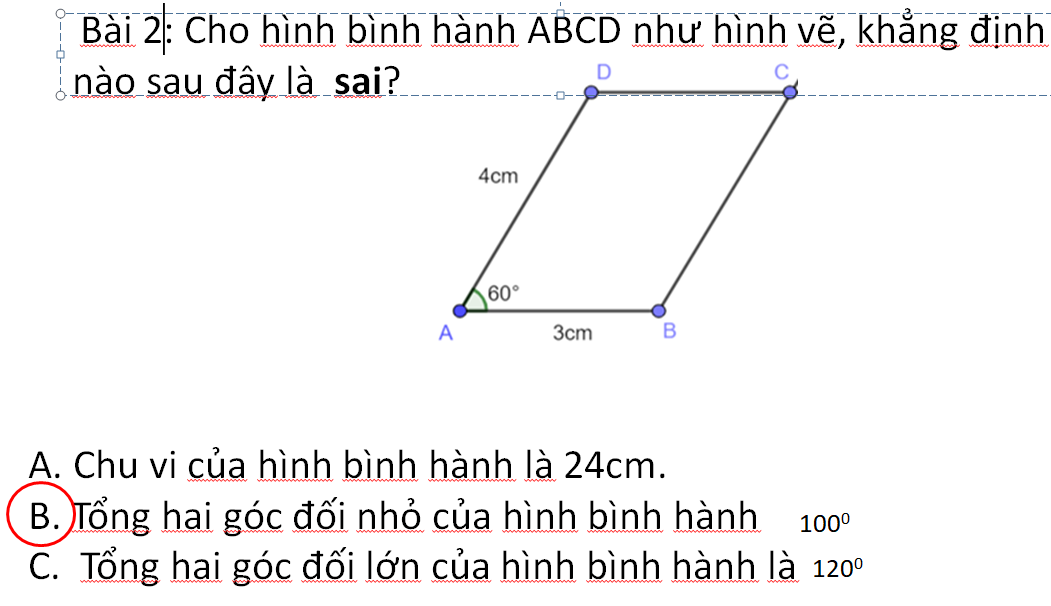 Bài 2: Cho hình bình hành ABCD như hình vẽ, khẳng định
nào sau đây là sai?
D C
4cm
60°
A 3cm B
A. Chu vi của hình bình hành là 24cm.
B. Tổng hai góc đối nhỏ của hình bình hành 100⁰
C. Tổng hai góc đối lớn của hình bình hành là 120⁰